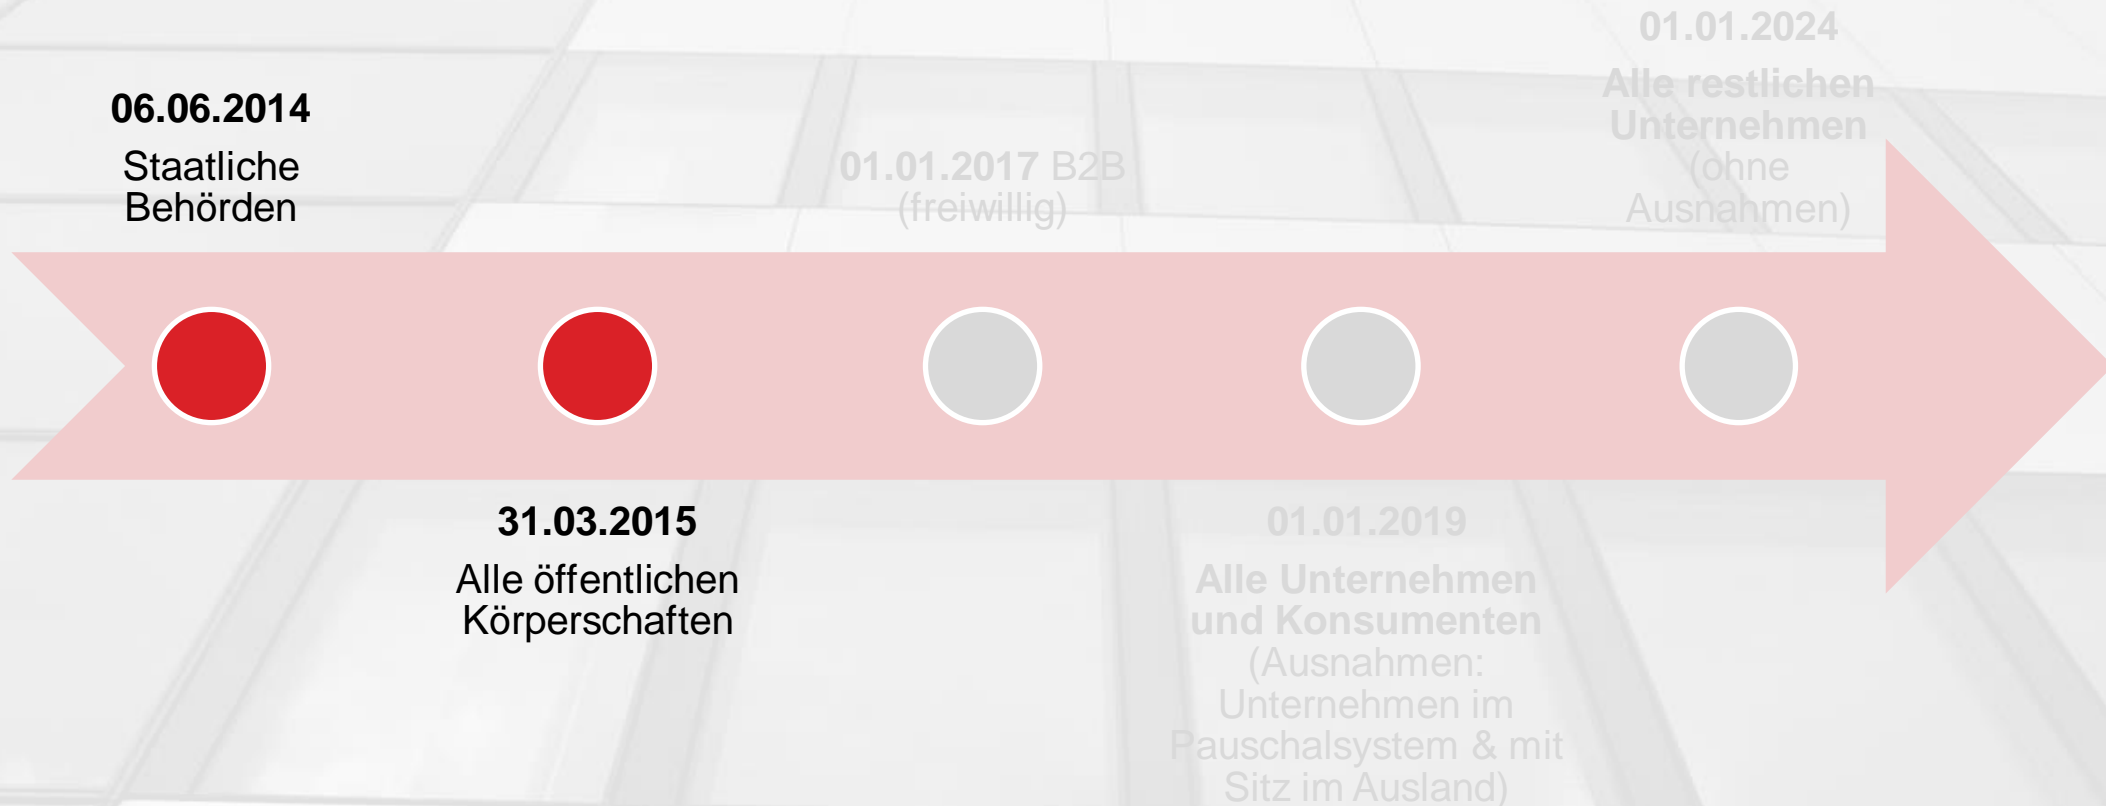 06.06.2014
Staatliche
Behörden
31.03.2015
Alle öffentlichen
Körperschaften
01.01.2017 B2B
(freiwillig)
01.01.2019
Alle Unternehmen
und Konsumenten
(Ausnahmen:
Unternehmen im
Pauschalsystem & mit
Sitz im Ausland)
01.01.2024
Alle restlichen
Unternehmen
(ohne
Ausnahmen)